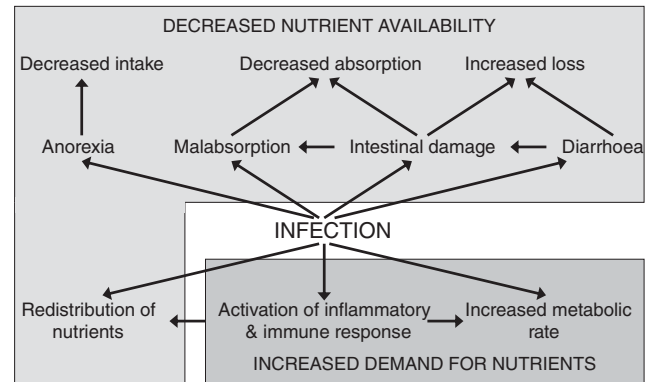 DECREASED NUTRIENT AVAILABILITY
Decreased intake
Decreased absorption
Increased loss
Anorexia
Malabsorption
Intestinal damage
Diarrhoea
INFECTION
Redistribution of
nutrients
Activation of inflammatory
& immune response
Increased metabolic
rate
INCREASED DEMAND FOR NUTRIENTS